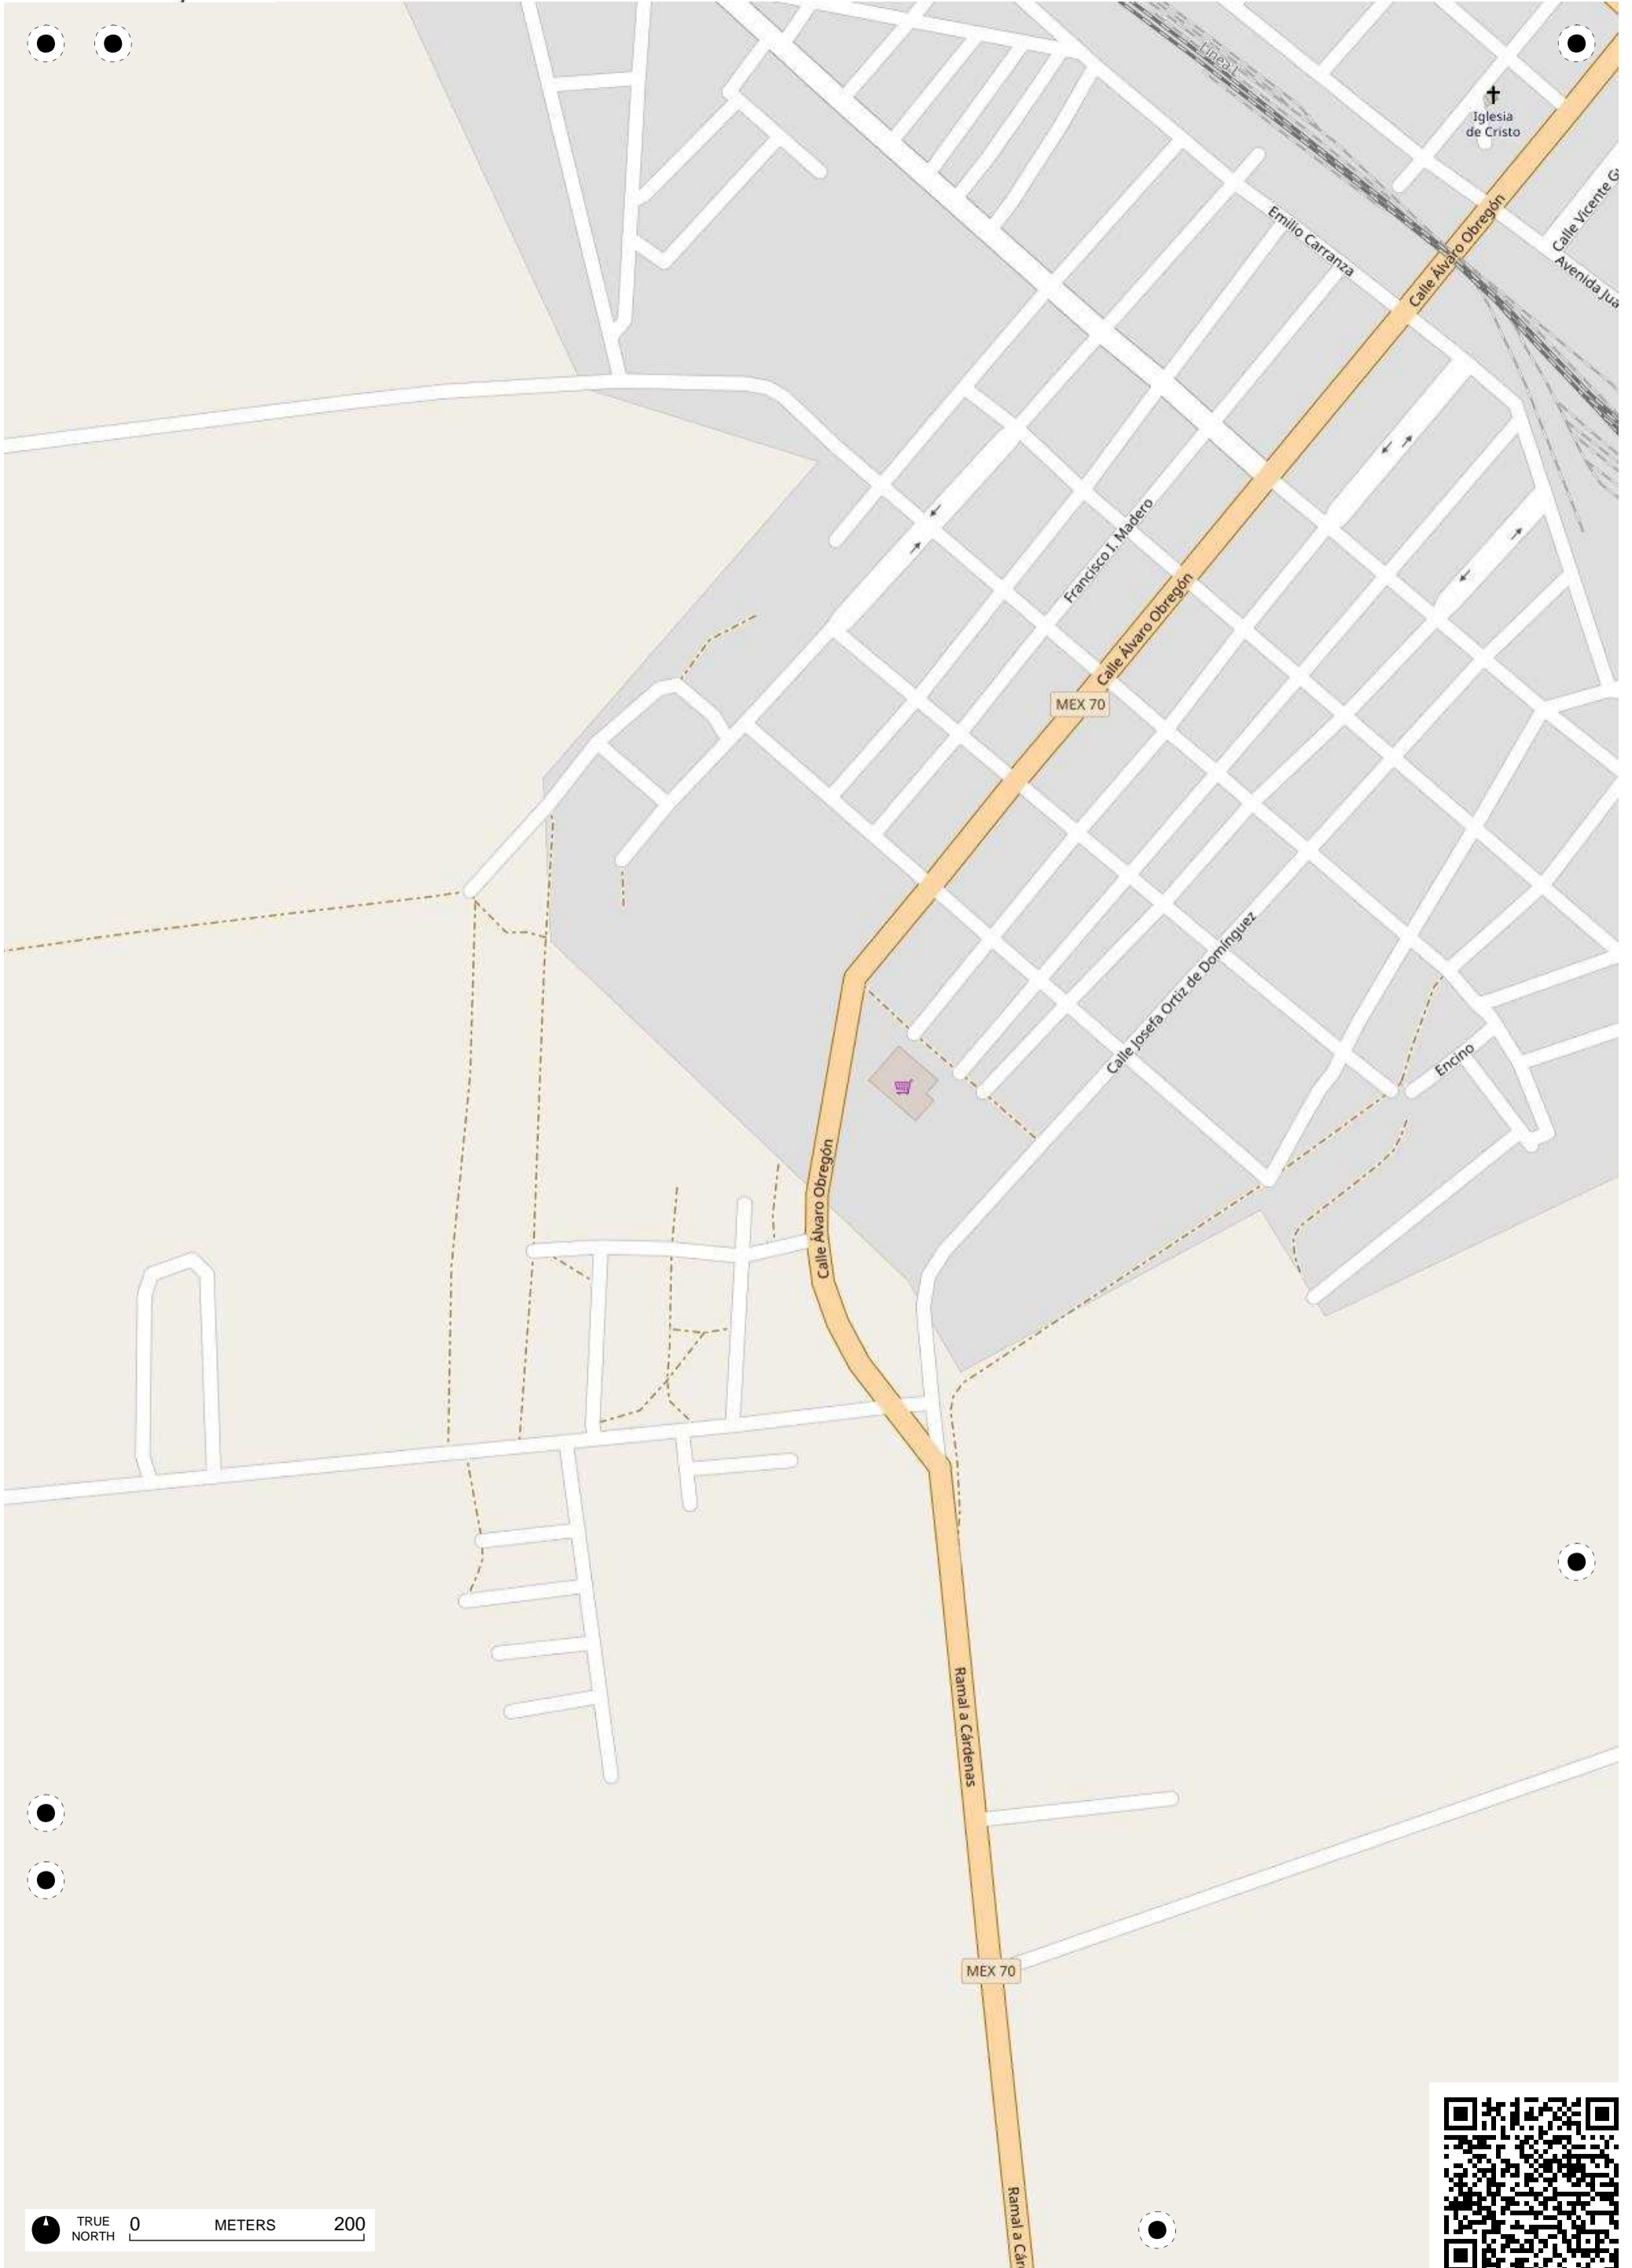 Línea L
Iglesia
de Cristo
Calle Vicente G
Calle Álvaro Obregón
Emilio Carranza
Avenida Jua
Francisco I. Madero
Calle Álvaro Obregón
MEX 70
Calle Josefa Ortiz de Domínguez
Encino
Calle Álvaro Obregón
Ramal a Cárdenas
MEX 70
Ramal a Cár
TRUE
NORTH
0 METERS 200